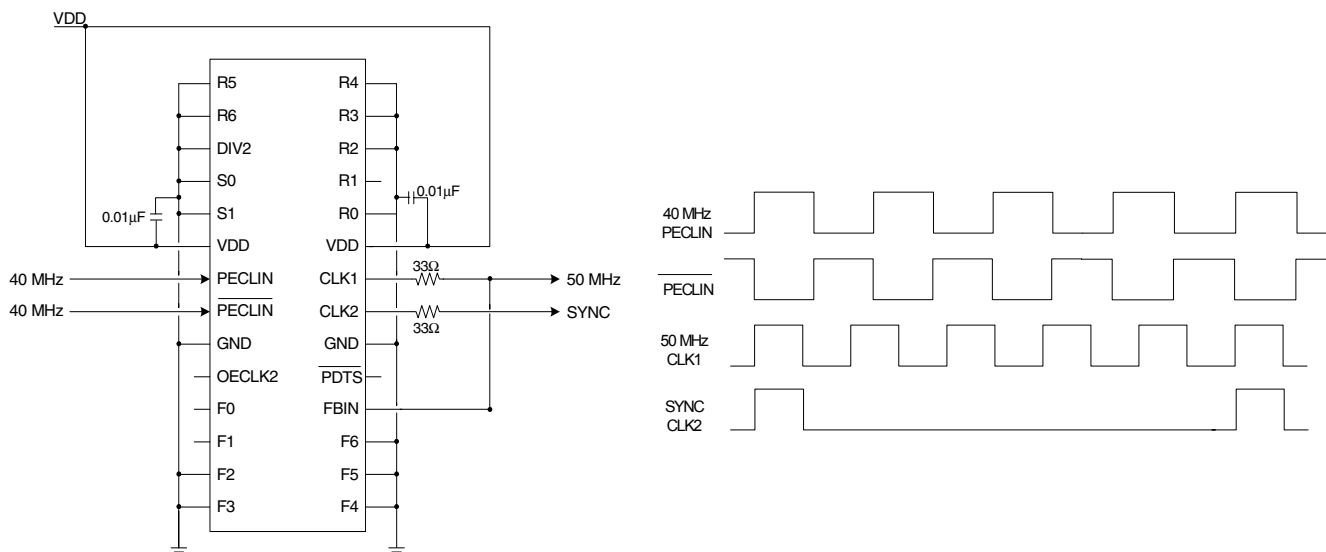 VDD
R5 R4
R6 R3
DIV2 R2
S0 R1
0.01µF
0.01µF
S1 R0
VDD VDD
40 MHz PECLIN CLK1 33Ω 50 MHz
40 MHz PECLIN CLK2 33Ω SYNC
GND GND
OECLK2 PDTS
F0 FBIN
F1 F6
F2 F5
F3 F4
40 MHz
PECLIN
PECLIN
50 MHz
CLK1
SYNC
CLK2